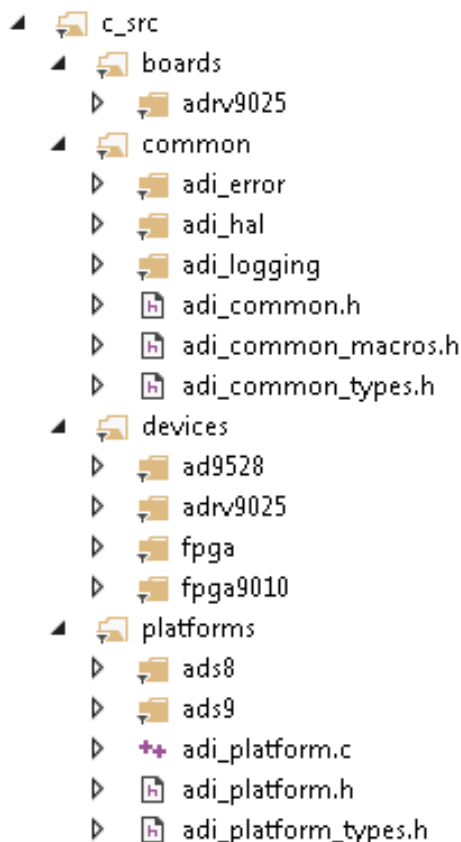 c_src
boards
adrv9025
common
adi_error
adi_hal
adi_logging
adi_common.h
adi_common_macros.h
adi_common_types.h
devices
ad9528
adrv9025
fpga
fpga9010
platforms
ads8
ads9
adi_platform.c
adi_platform.h
adi_platform_types.h